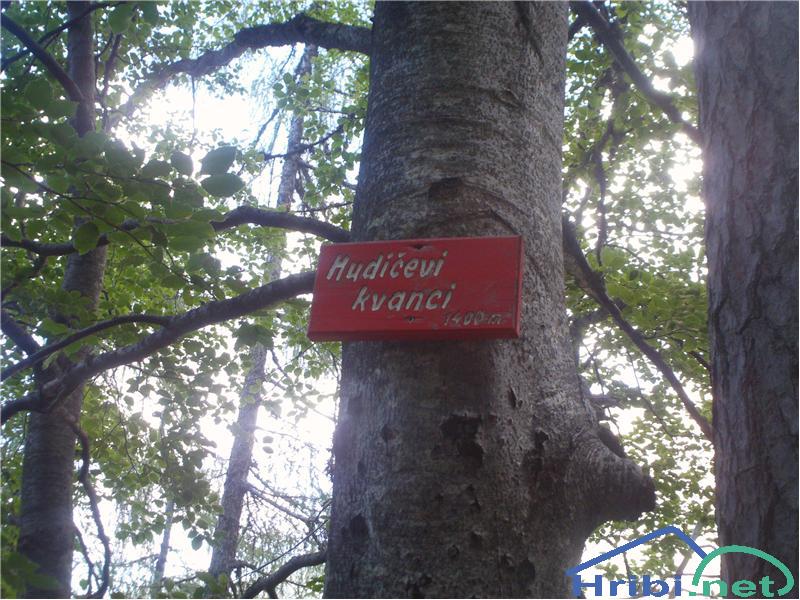 Hudičevi
kvanci
1400 m
Hribi.net